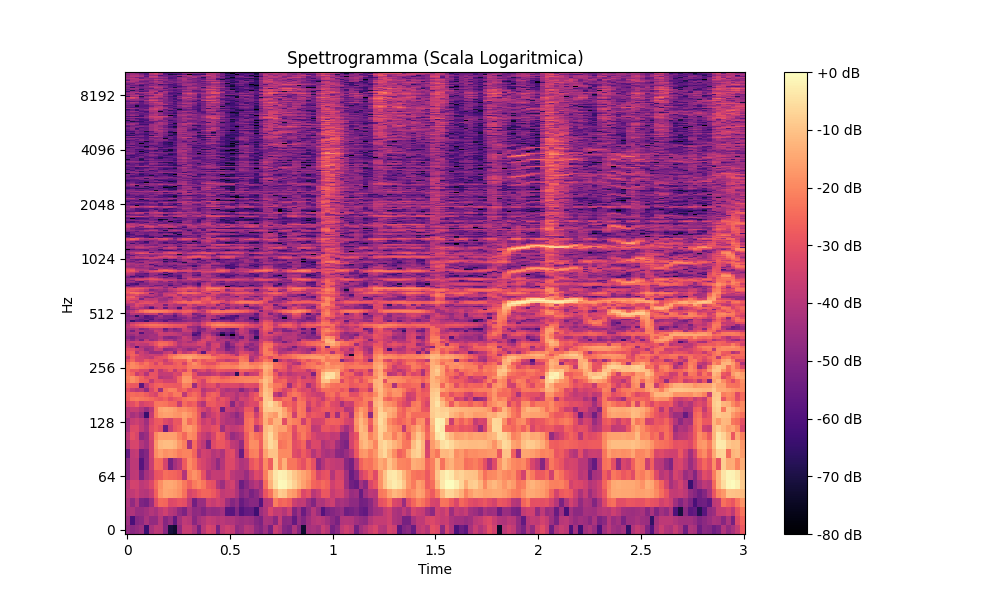 Spettrogramma (Scala Logaritmica)
Hz
8192
4096
2048
1024
512
256
128
64
0
0
0.5
1
1.5
2
2.5
3
Time
+0 dB
-10 dB
-20 dB
-30 dB
-40 dB
-50 dB
-60 dB
-70 dB
-80 dB